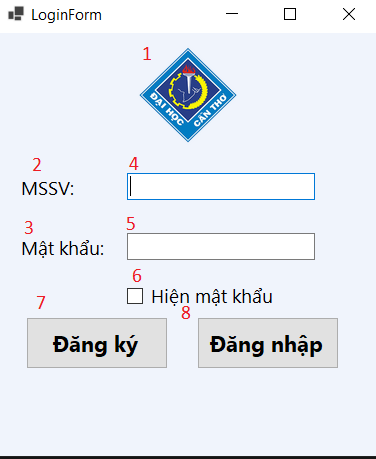 LoginForm
1
ĐẠI HỌC CẦN THƠ
2 4
MSSV:
3 5
Mật khẩu:
6
Hiện mật khẩu
7 8
Đăng ký Đăng nhập